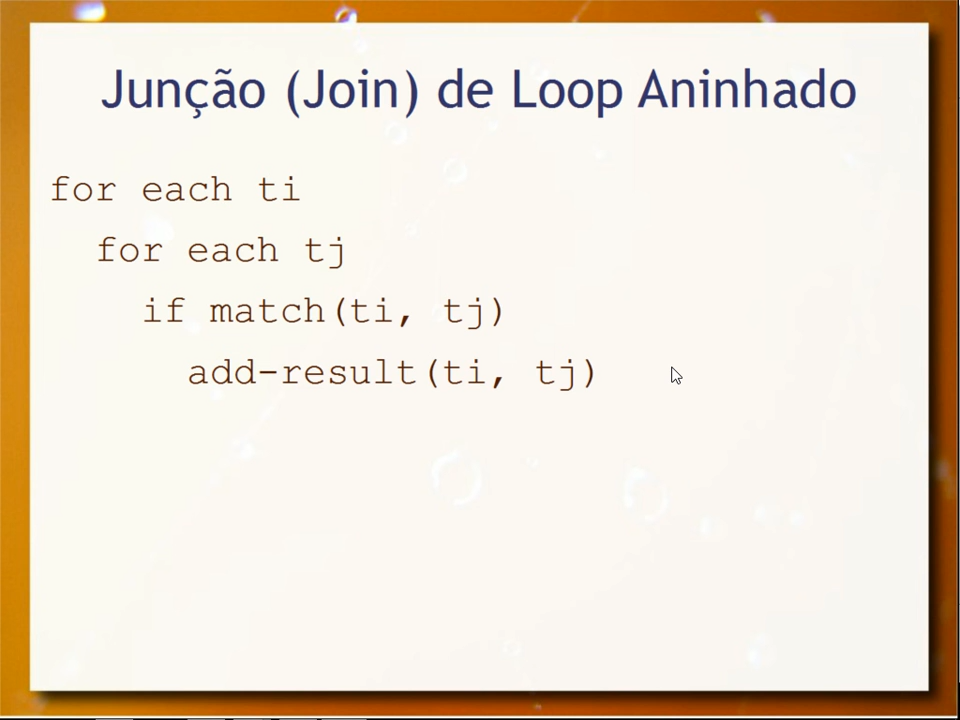 Junção (Join) de Loop Aninhado
for each ti
for each tj
if match(ti, tj)
add-result(ti, tj)